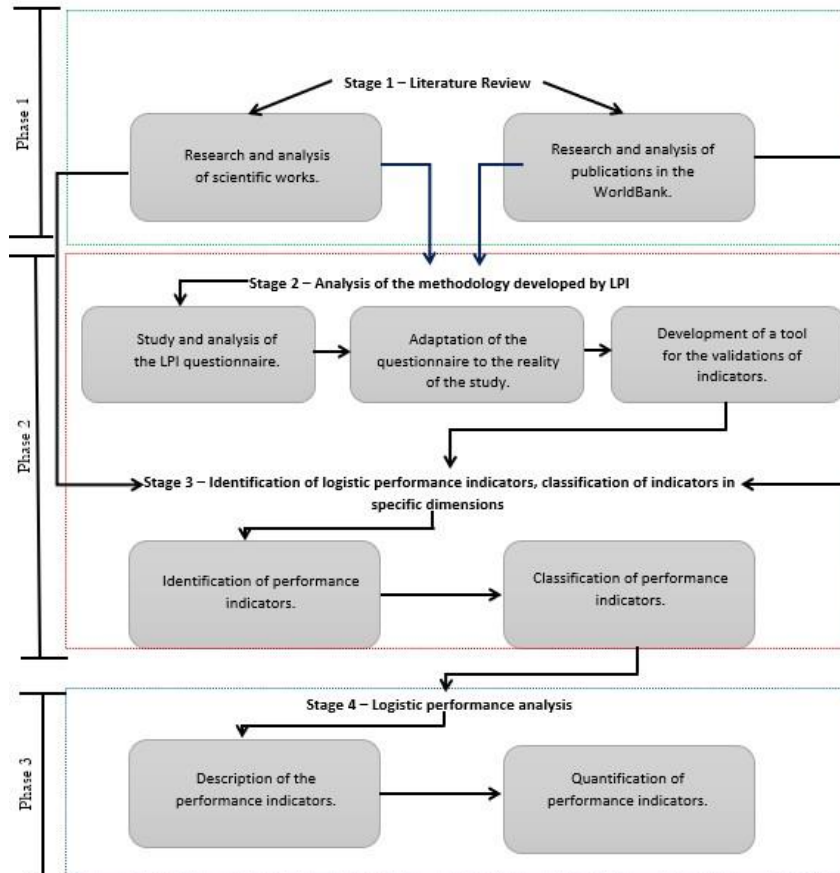 Phase 1
Stage 1 – Literature Review
Research and analysis
of scientific works.
Research and analysis of
publications in the
WorldBank.
Phase 2
Stage 2 – Analysis of the methodology developed by LPI
Study and analysis of
the LPI questionnaire.
Adaptation of the
questionnaire to the reality
of the study.
Development of a tool
for the validations of
indicators.
Stage 3 – Identification of logistic performance indicators, classification of indicators in
specific dimensions
Identification of performance
indicators.
Classification of performance
indicators.
Phase 3
Stage 4 – Logistic performance analysis
Description of the
performance indicators.
Quantification of
performance indicators.